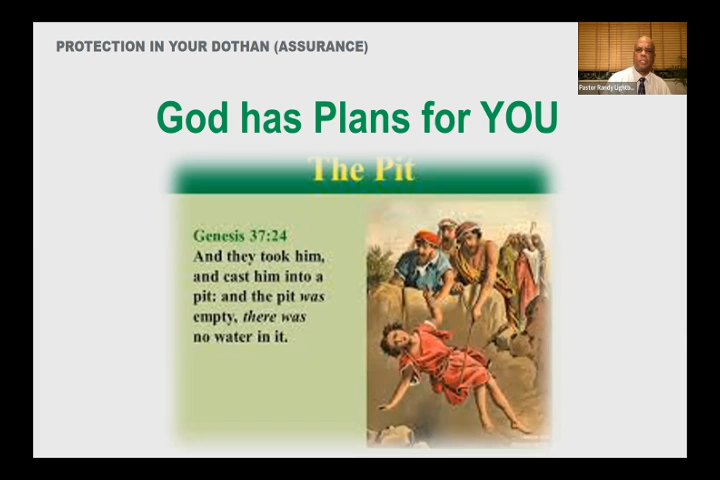 PROTECTION IN YOUR DOTHAN (ASSURANCE)
Pastor Randy Lightb...
God has Plans for YOU
The Pit
Genesis 37:24
And they took him,
and cast him into a
pit: and the pit was
empty, there was
no water in it.